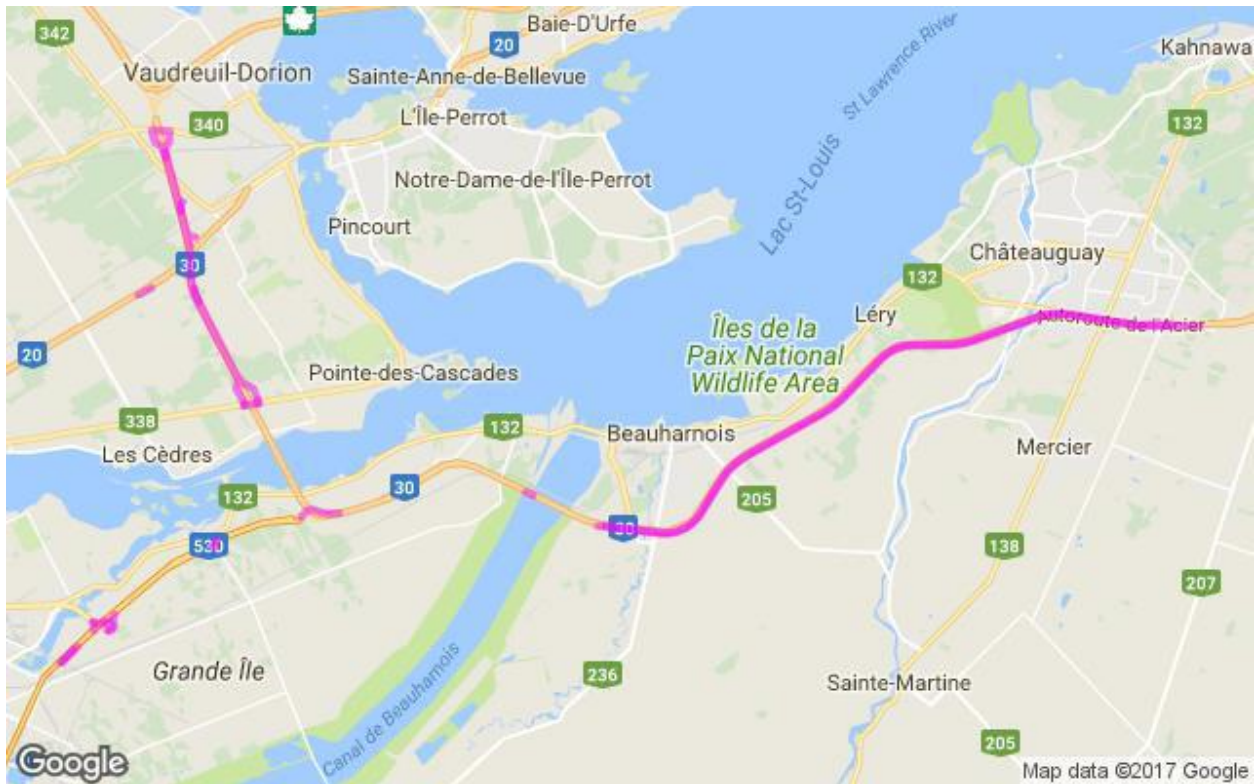 342
Baie-D'Urfe
20
Kahnawa
Vaudreuil-Dorion
Sainte-Anne-de-Bellevue
St Lawrence River
340
L'Île-Perrot
132
Notre-Dame-de-l'Île-Perrot
Lac St-Louis
Pincourt
Châteauguay
30
132
Léry
Autoroute de l'Acier
20
Îles de la
Paix National
Wildlife Area
Pointe-des-Cascades
338
132
Beauharnois
Les Cèdres
Mercier
132
30
205
30
530
138
207
Grande Île
236
Sainte-Martine
Canal de Beauharnois
205
Google
Map data ©2017 Google